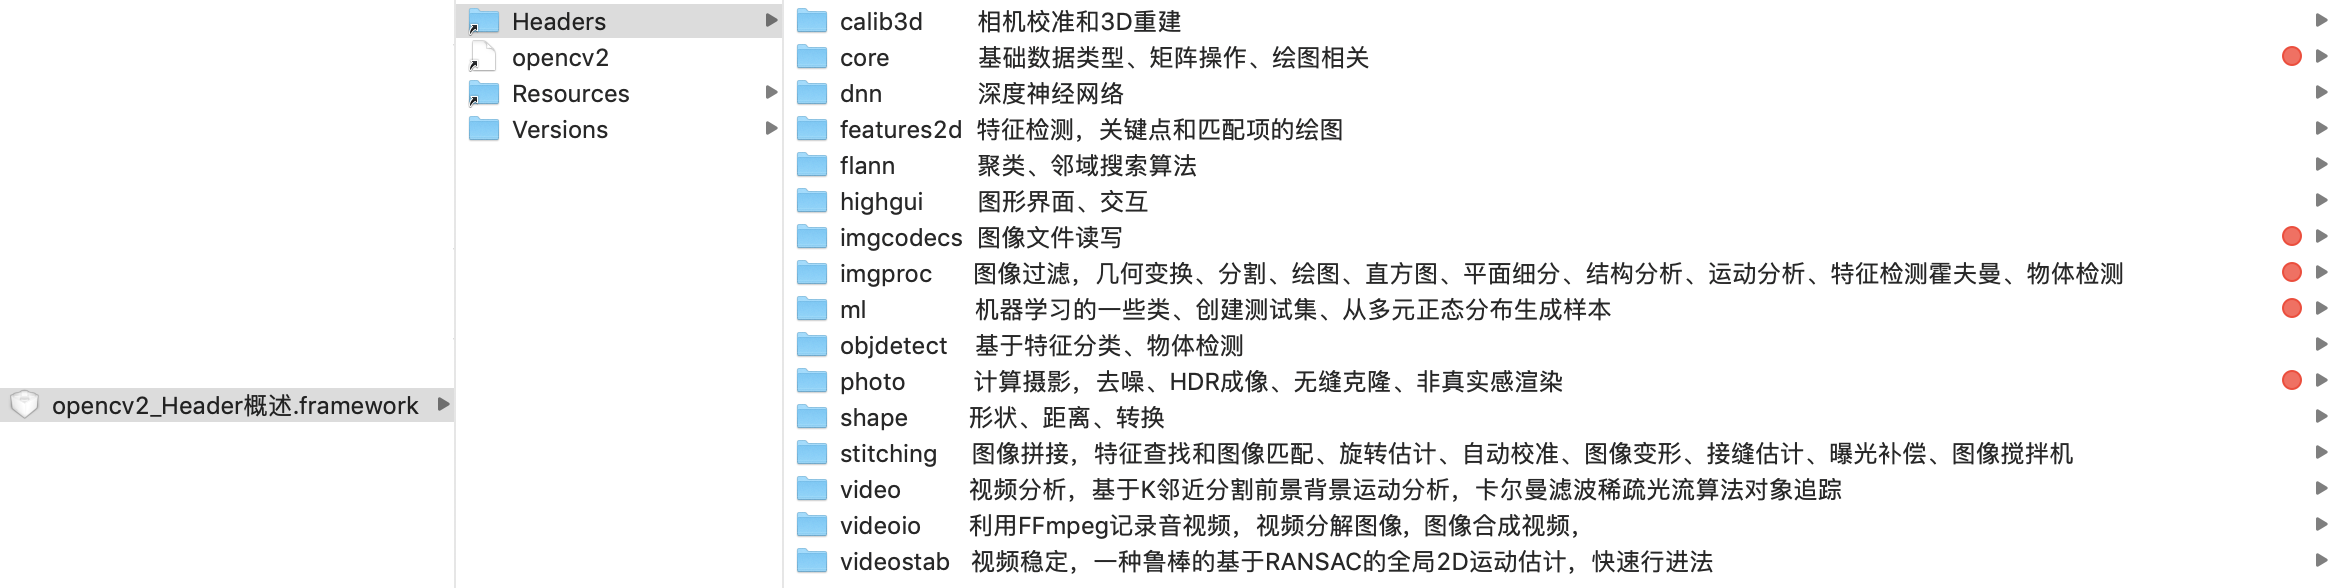 opencv2_Header概述.framework
Headers
opencv2
Resources
Versions
calib3d 相机校准和3D重建
core 基础数据类型、矩阵操作、绘图相关
dnn 深度神经网络
features2d 特征检测，关键点和匹配项的绘图
flann 聚类、邻域搜索算法
highgui 图形界面、交互
imgcodecs 图像文件读写
imgproc 图像过滤，几何变换、分割、绘图、直方图、平面细分、结构分析、运动分析、特征检测霍夫曼、物体检测
ml 机器学习的一些类、创建测试集、从多元正态分布生成样本
objdetect 基于特征分类、物体检测
photo 计算摄影，去噪、HDR成像、无缝克隆、非真实感渲染
shape 形状、距离、转换
stitching 图像拼接，特征查找和图像匹配、旋转估计、自动校准、图像变形、接缝估计、曝光补偿、图像搅拌机
video 视频分析，基于K邻近分割前景背景运动分析，卡尔曼滤波稀疏光流算法对象追踪
videoio 利用FFmpeg记录音视频，视频分解图像，图像合成视频，
videostab 视频稳定，一种鲁棒的基于RANSAC的全局2D运动估计，快速行进法